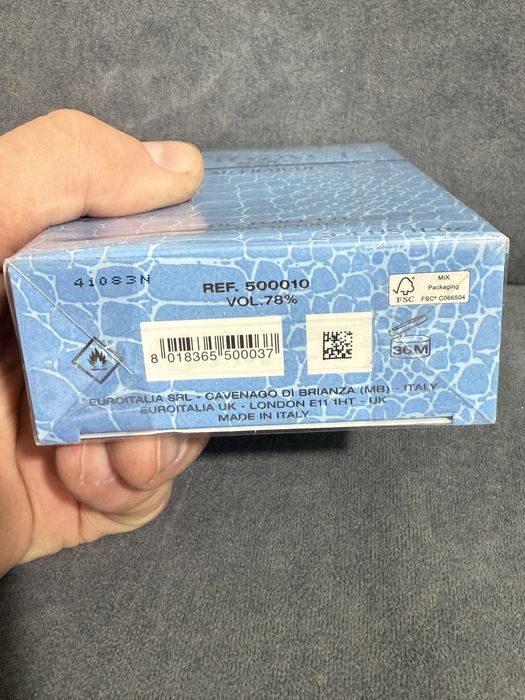 41083N
REF. 500010
VOL.78%
MIX
Packaging
FSC
FSC® C066504
8 018365 500037
36M
EUROITALIA SRL - CAVENAGO DI BRIANZA (MB) - ITALY
EUROITALIA UK - LONDON E11 1HT - UK
MADE IN ITALY